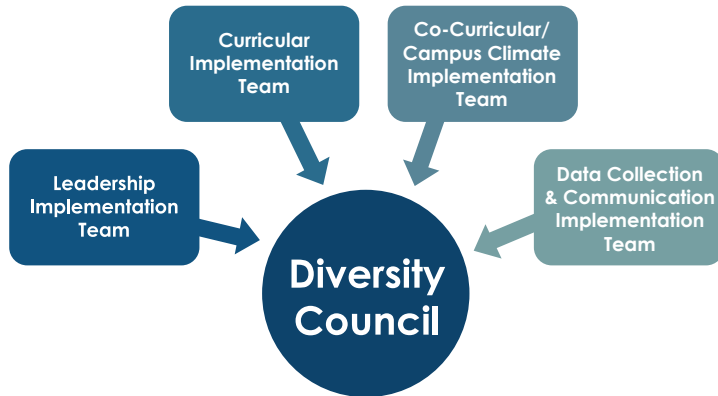 Curricular
Implementation
Team
Co-Curricular/
Campus Climate
Implementation
Team
Leadership
Implementation
Team
Data Collection
& Communication
Implementation
Team
Diversity
Council